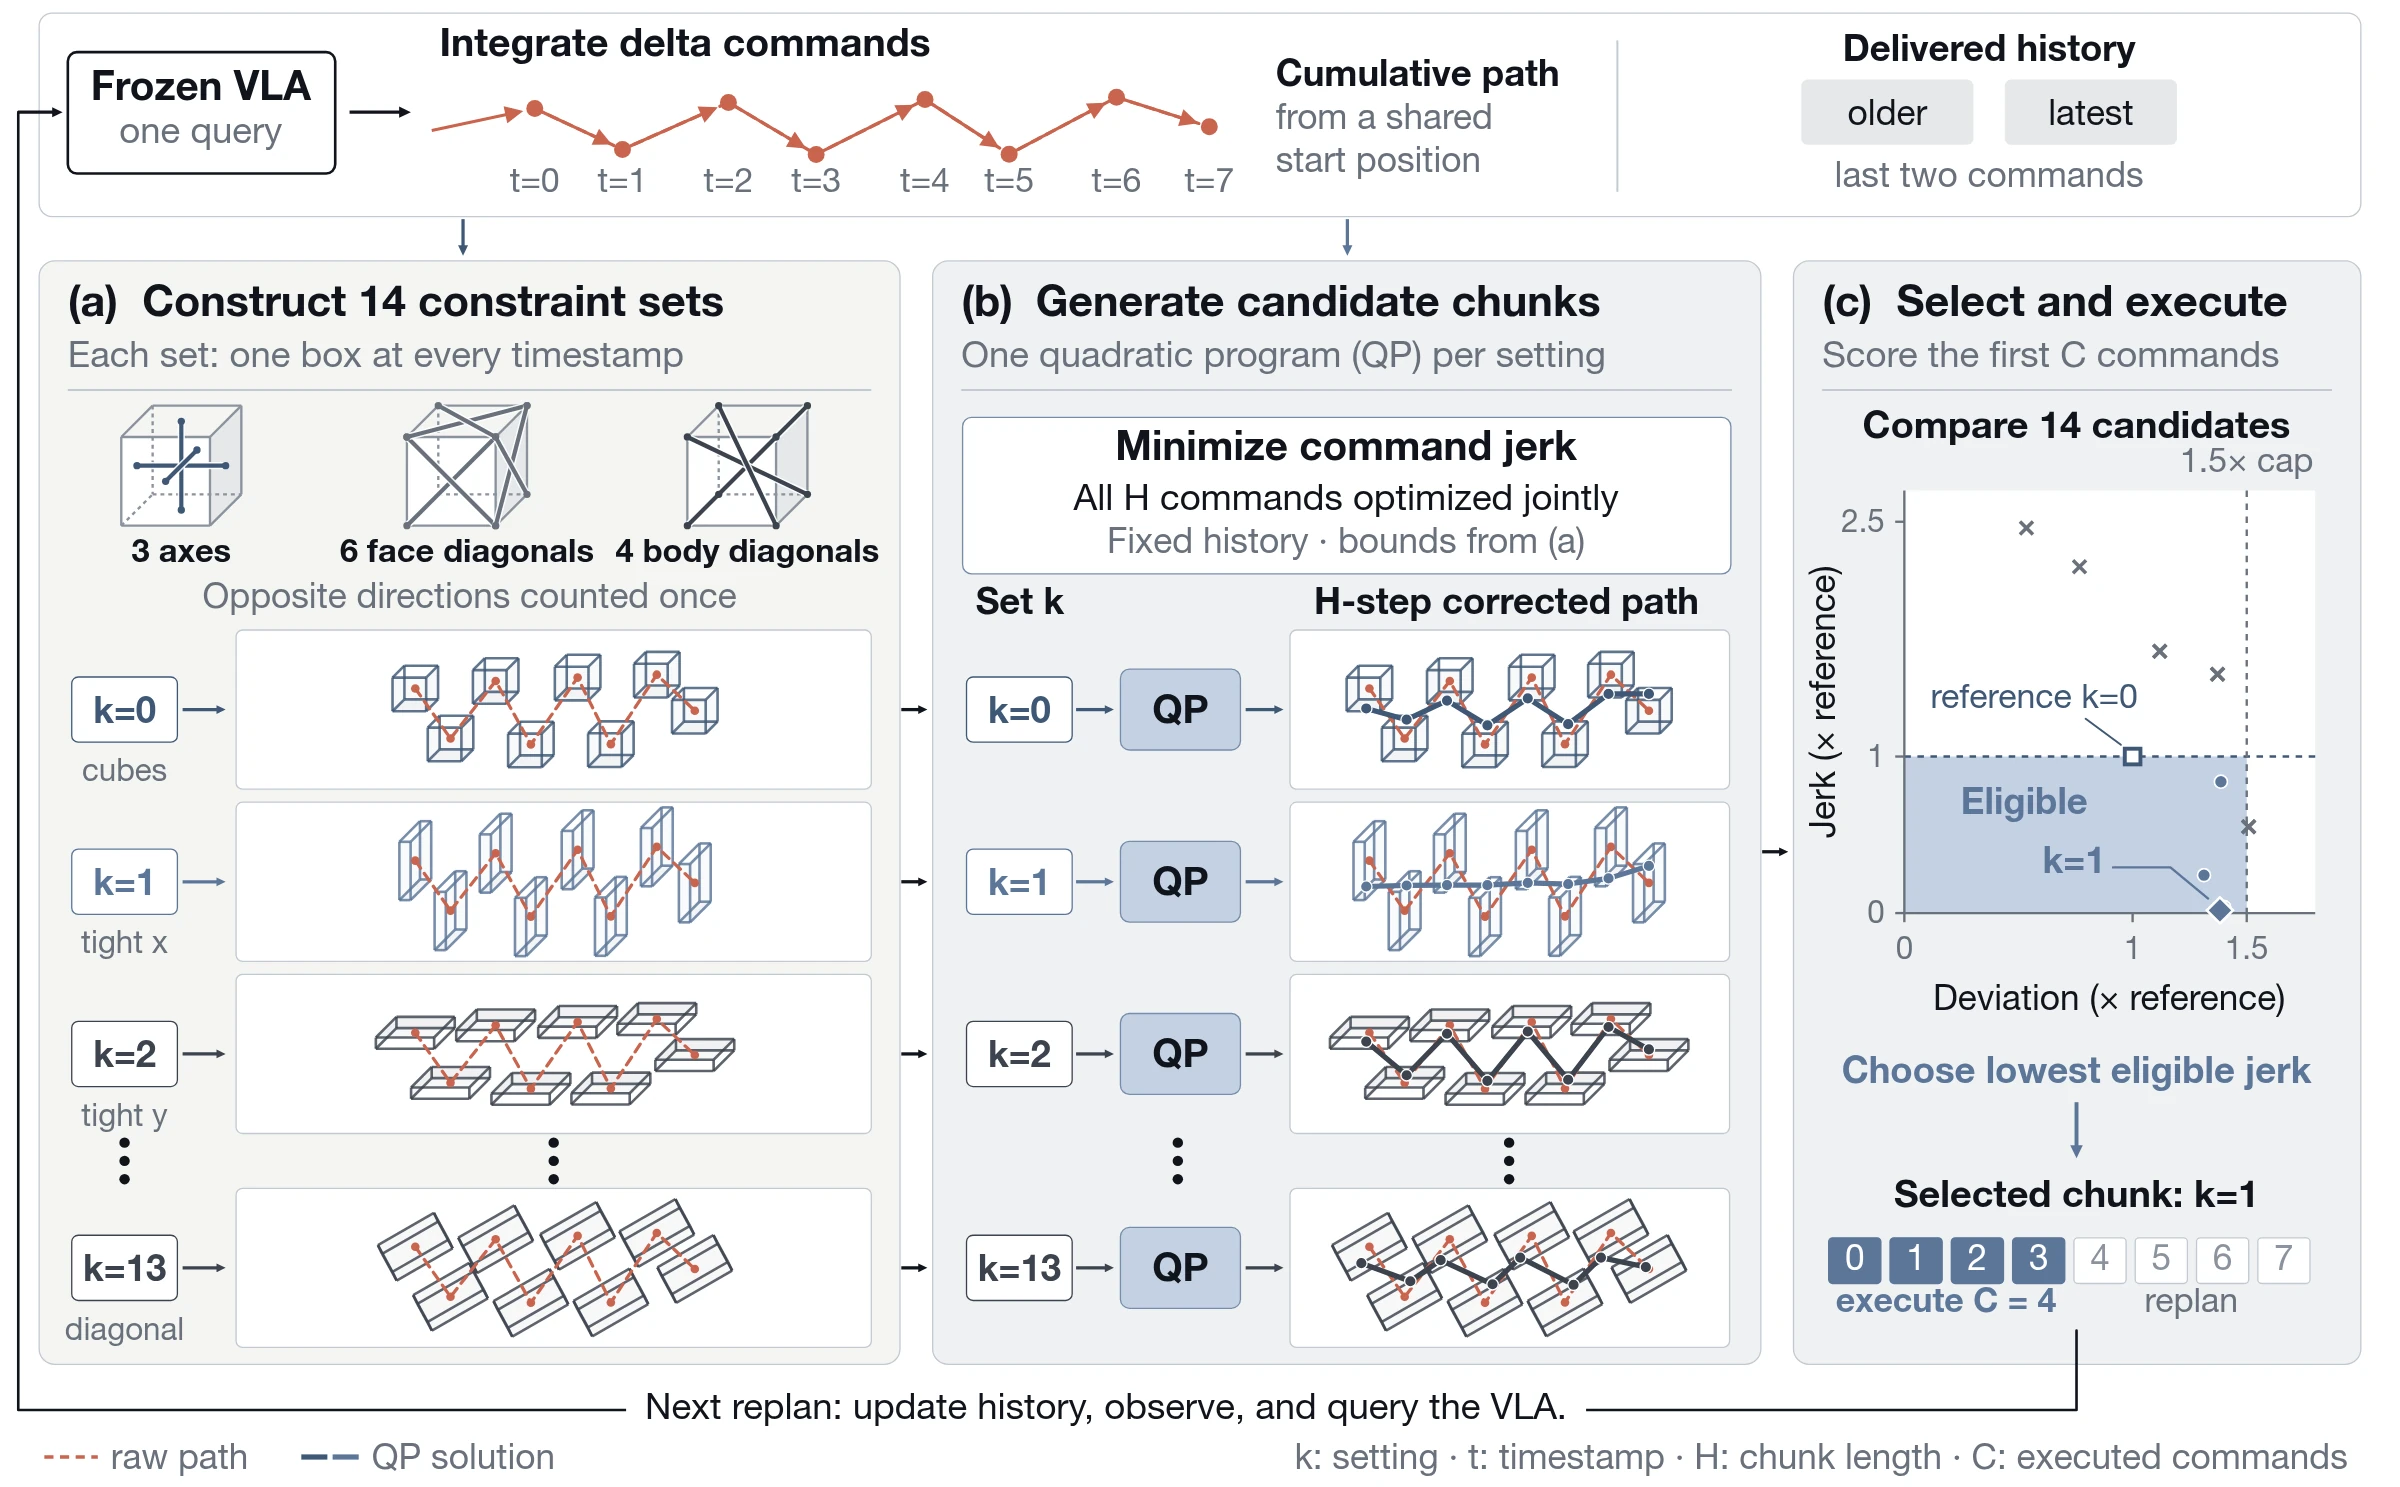 Frozen VLA
one query
Integrate delta commands
t=0 t=1 t=2 t=3 t=4 t=5 t=6 t=7
Cumulative path
from a shared
start position
Delivered history
older latest
last two commands
(a) Construct 14 constraint sets
Each set: one box at every timestamp
3 axes 6 face diagonals 4 body diagonals
Opposite directions counted once
k=0
cubes
k=1
tight x
k=2
tight y
k=13
diagonal
(b) Generate candidate chunks
One quadratic program (QP) per setting
Minimize command jerk
All H commands optimized jointly
Fixed history · bounds from (a)
Set k H-step corrected path
k=0 QP
k=1 QP
k=2 QP
k=13 QP
(c) Select and execute
Score the first C commands
Compare 14 candidates
1.5× cap
2.5
reference k=0
1
Eligible
k=1
0
0 1 1.5
Jerk (× reference)
Deviation (× reference)
Choose lowest eligible jerk
Selected chunk: k=1
0 1 2 3 4 5 6 7
execute C = 4 replan
Next replan: update history, observe, and query the VLA.
raw path QP solution
k: setting · t: timestamp · H: chunk length · C: executed commands